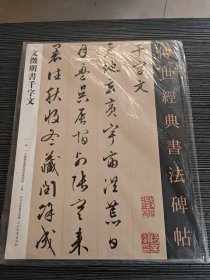 傳世經典書法碑帖
千字文
天地玄黃宇宙洪荒日
月盈昃辰宿列張寒來
暑往秋收冬藏閏餘成
文徵明書千字文